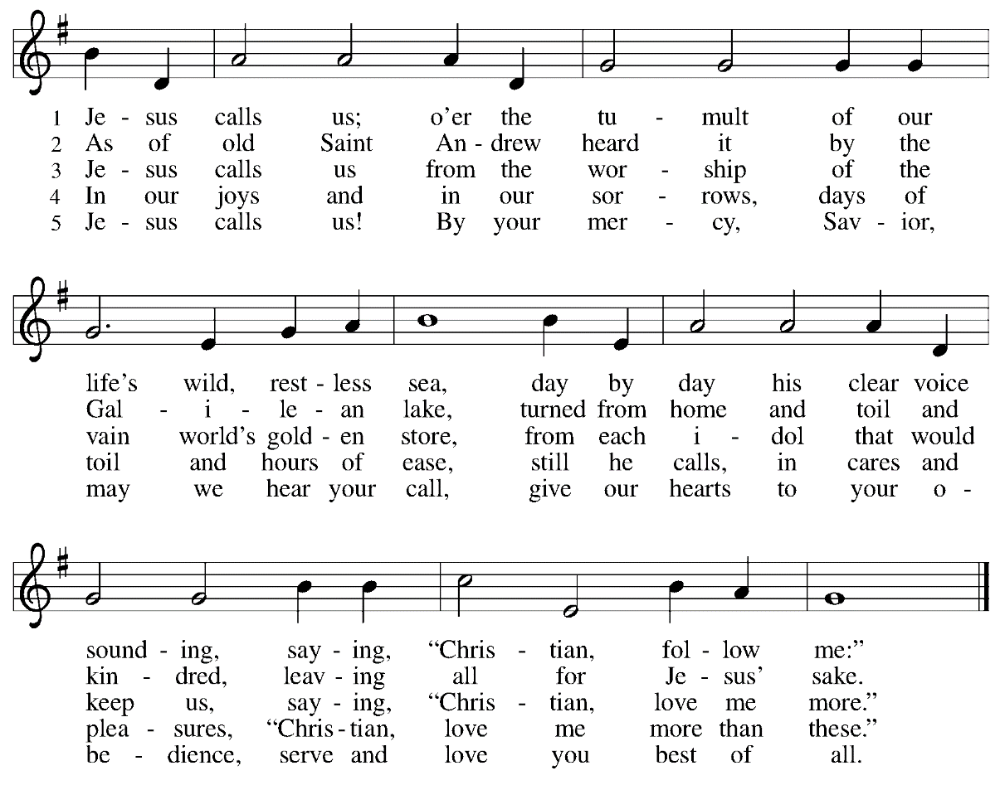 1 Je - sus calls us; o’er the tu - mult of our
2 As of old Saint An - drew heard it by the
3 Je - sus calls us from the wor - ship of the
4 In our joys and in our sor - rows, days of
5 Je - sus calls us! By your mer - cy, Sav - ior,
life’s wild, rest - less sea, day by day his clear voice
Gal - i - le - an lake, turned from home and toil and
vain world’s gold - en store, from each i - dol that would
toil and hours of ease, still he calls, in cares and
may we hear your call, give our hearts to your o -
sound - ing, say - ing, “Chris - tian, fol - low me:”
kin - dred, leav - ing all for Je - sus’ sake.
keep us, say - ing, “Chris - tian, love me more.”
plea - sures, “Chris - tian, love me more than these.”
be - dience, serve and love you best of all.